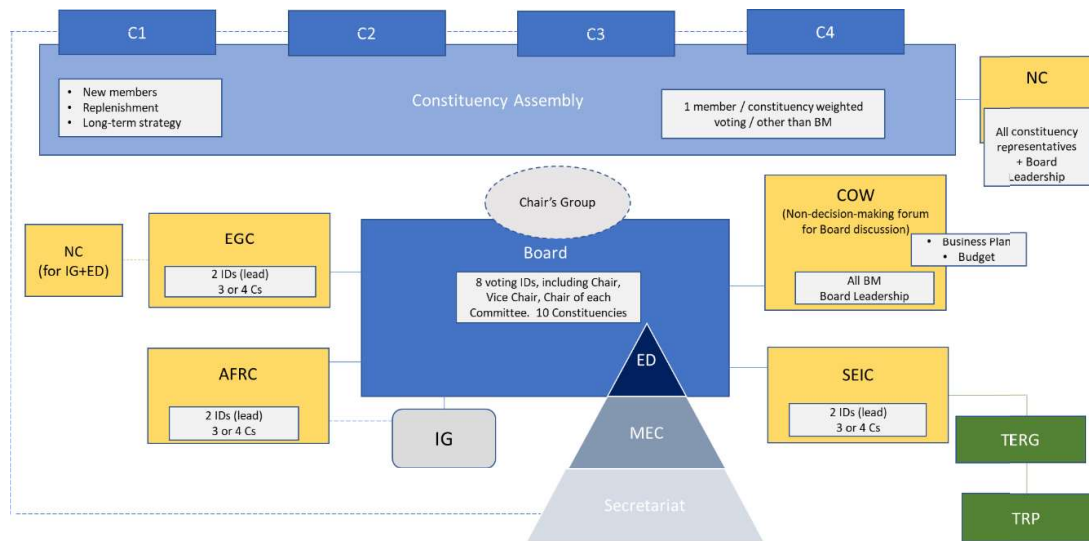 C1
C2
C3
C4
Constituency Assembly
• New members
• Replenishment
• Long-term strategy
1 member / constituency weighted
voting / other than BM
NC
All constituency
representatives
+ Board
Leadership
Chair's Group
Board
8 voting IDs, including Chair,
Vice Chair, Chair of each
Committee. 10 Constituencies
NC
(for IG+ED)
EGC
2 IDs (lead)
3 or 4 Cs
COW
(Non-decision-making forum
for Board discussion)
• Business Plan
• Budget
All BM
Board Leadership
AFRC
2 IDs (lead)
3 or 4 Cs
IG
ED
MEC
Secretariat
SEIC
2 IDs (lead)
3 or 4 Cs
TERG
TRP